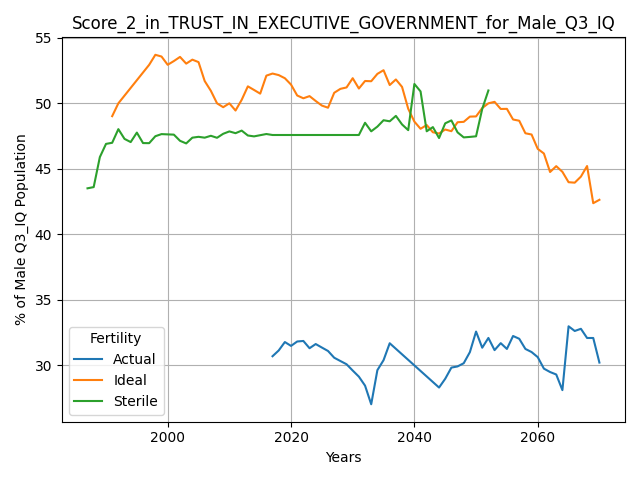 Score_2_in_TRUST_IN_EXECUTIVE_GOVERNMENT_for_Male_Q3_IQ
55
50
45
40
35
30
% of Male Q3_IQ Population
Fertility
Actual
Ideal
Sterile
2000
2020
2040
2060
Years